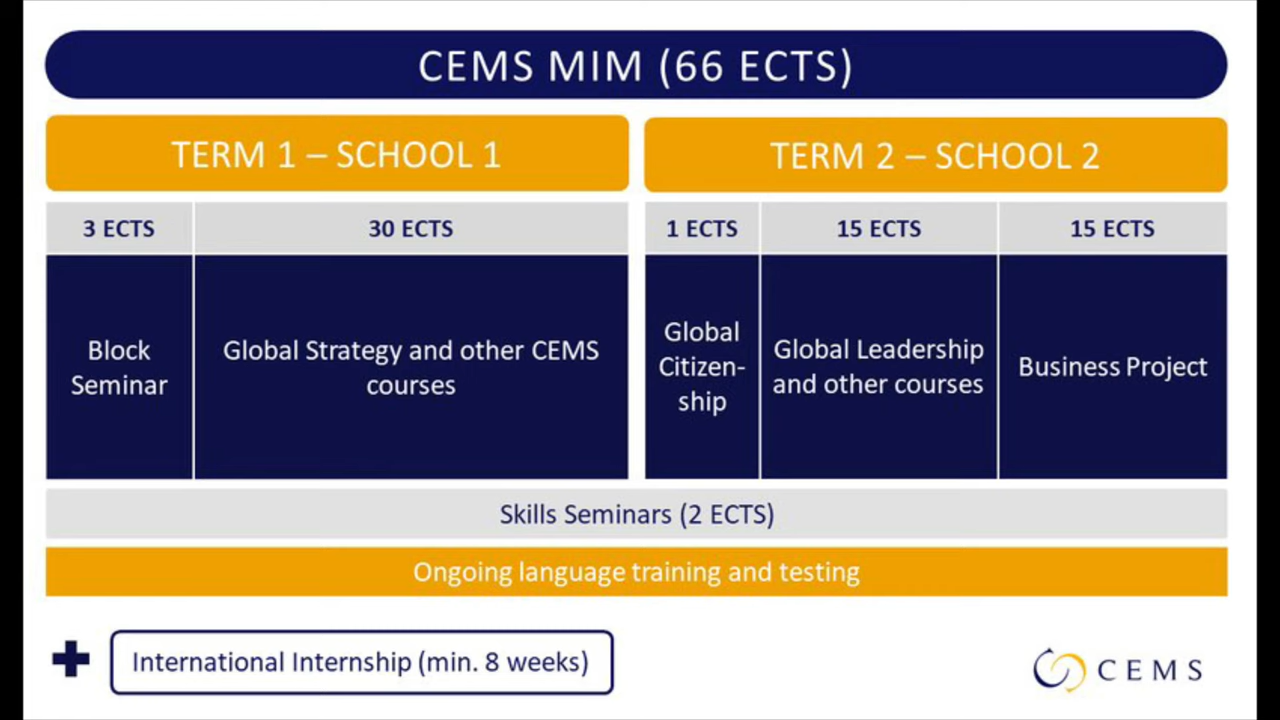 CEMS MIM (66 ECTS)
TERM 1 – SCHOOL 1
TERM 2 – SCHOOL 2
3 ECTS
30 ECTS
1 ECTS
15 ECTS
15 ECTS
Block
Seminar
Global Strategy and other CEMS
courses
Global
Citizen-
ship
Global Leadership
and other courses
Business Project
Skills Seminars (2 ECTS)
Ongoing language training and testing
International Internship (min. 8 weeks)
CEMS